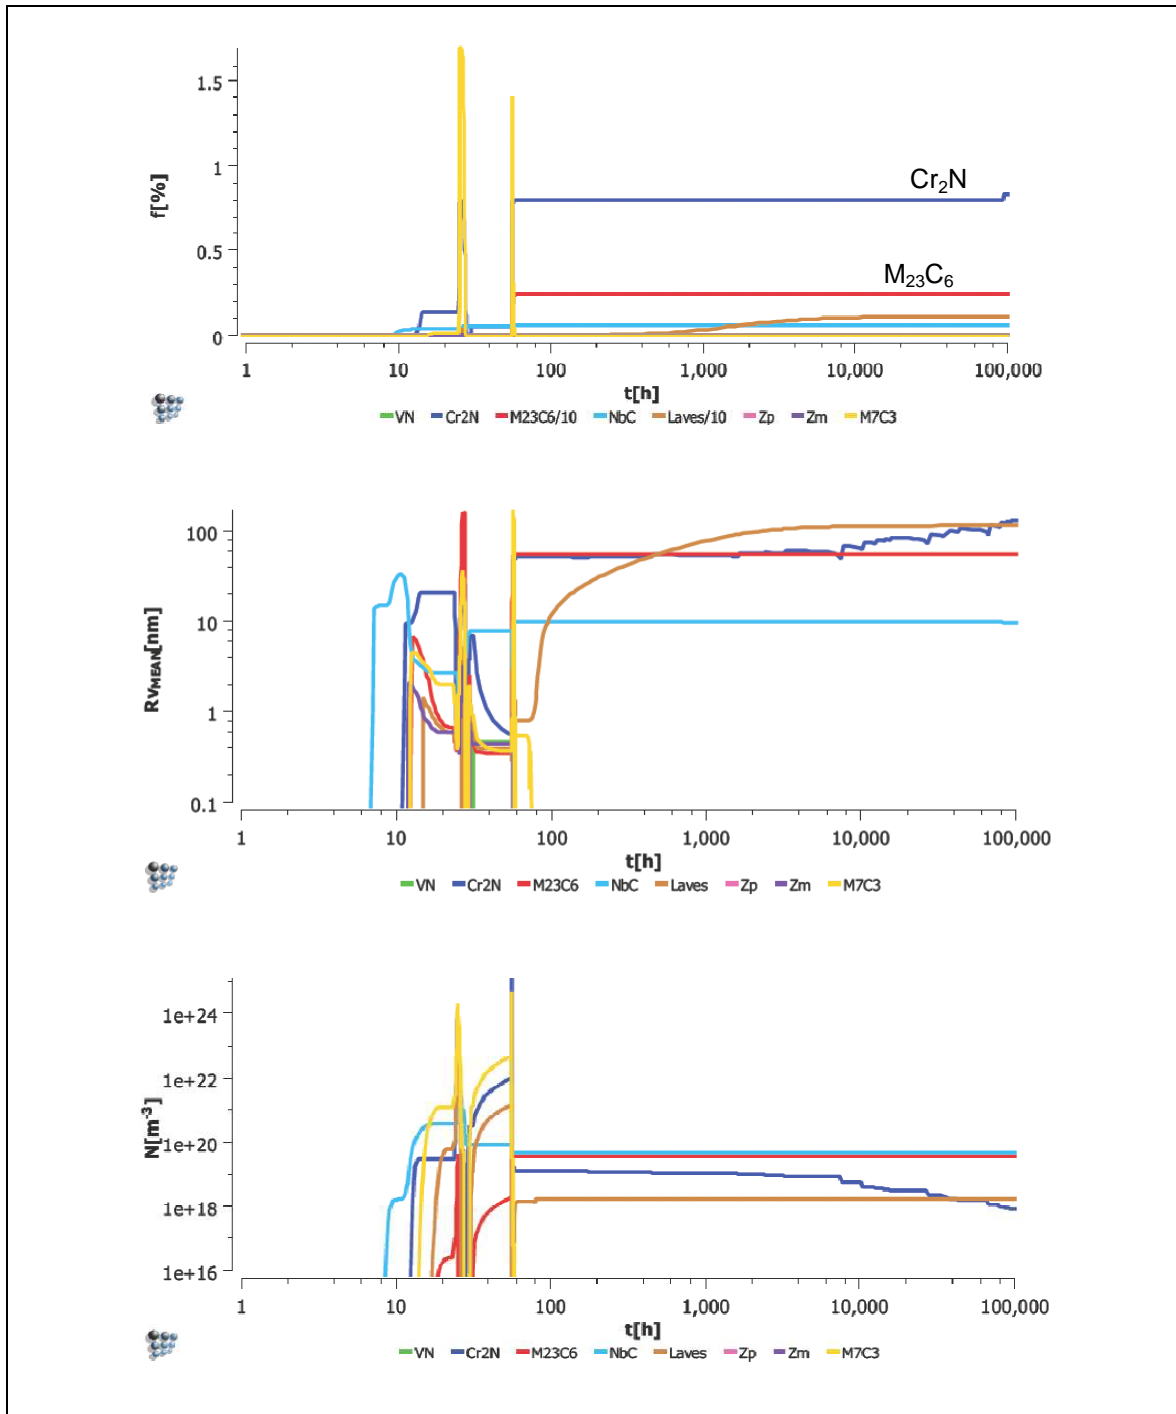 1.5
1
0.5
0
f[%]
Cr2N
M23C6
1 10 100 1,000 10,000 100,000
t[h]
VN Cr2N M23C6/10 NbC Laves/10 Zp Zm M7C3
100
10
1
0.1
RvMEAN[nm]
1 10 100 1,000 10,000 100,000
t[h]
VN Cr2N M23C6 NbC Laves Zp Zm M7C3
1e+24
1e+22
1e+20
1e+18
1e+16
N[m-3]
1 10 100 1,000 10,000 100,000
t[h]
VN Cr2N M23C6 NbC Laves Zp Zm M7C3